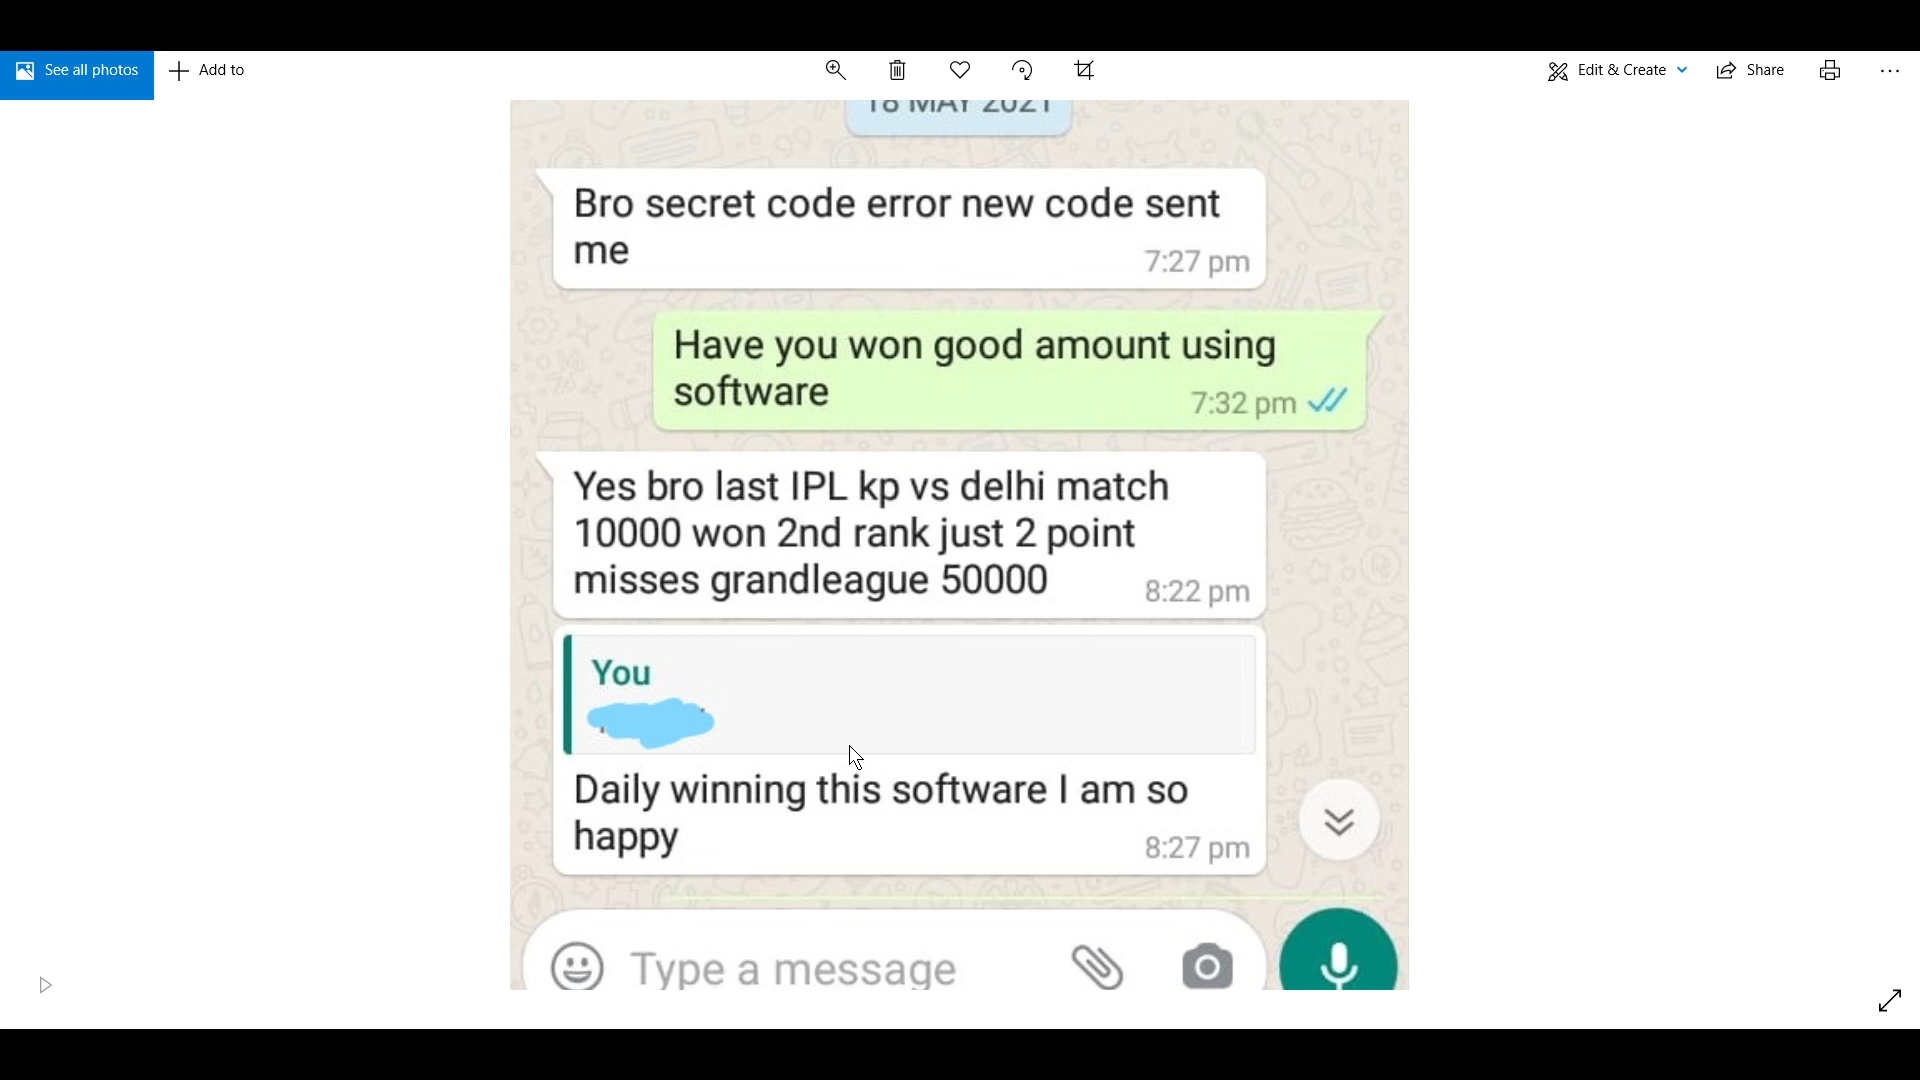 See all photos
Add to
Edit & Create
Share
18 MAY 2021
Bro secret code error new code sent
me
7:27 pm
Have you won good amount using
software
7:32 pm
Yes bro last IPL kp vs delhi match
10000 won 2nd rank just 2 point
misses grandleague 50000
8:22 pm
You
Daily winning this software I am so
happy
8:27 pm
Type a message